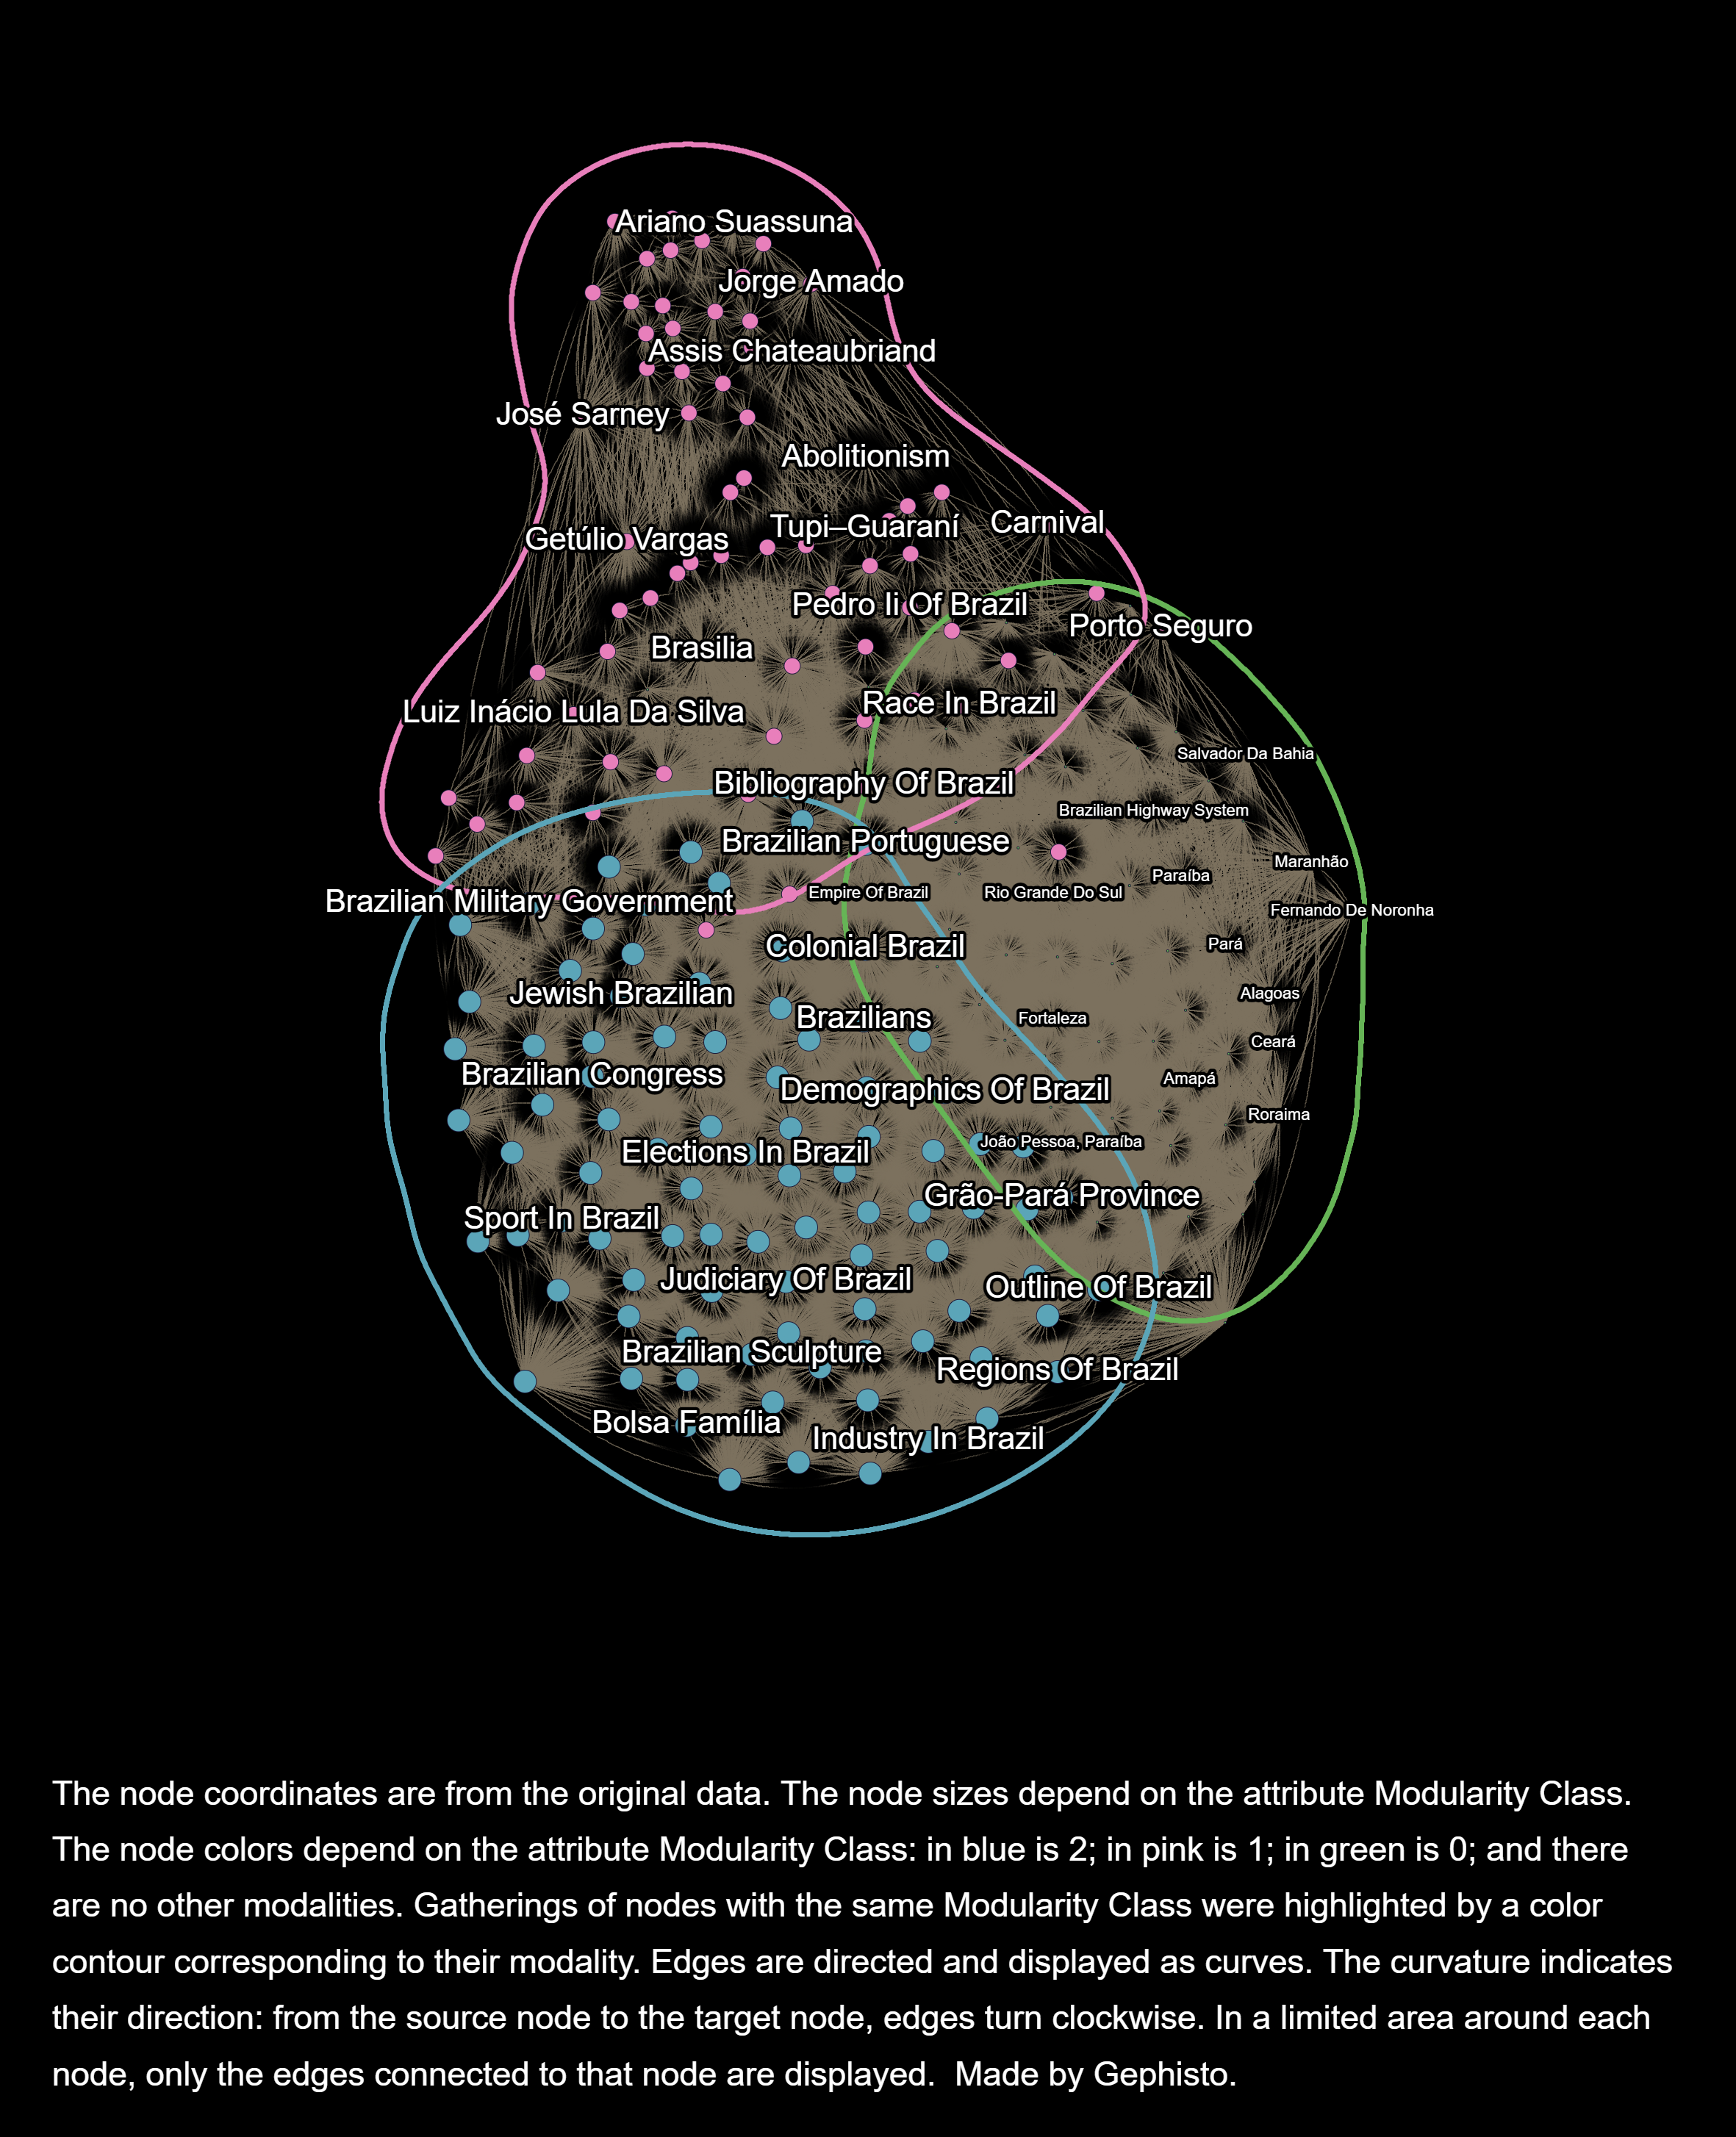 Ariano Suassuna
Jorge Amado
Assis Chateaubriand
José Sarney
Abolitionism
Carnival
Tupi–Guaraní
Getúlio Vargas
Pedro Ii Of Brazil
Porto Seguro
Brasilia
Race In Brazil
Luiz Inácio Lula Da Silva
Salvador Da Bahia
Bibliography Of Brazil
Brazilian Highway System
Brazilian Portuguese
Maranhão
Paraíba
Empire Of Brazil
Rio Grande Do Sul
Brazilian Military Government
Fernando De Noronha
Colonial Brazil
Pará
Jewish Brazilian
Alagoas
Brazilians
Fortaleza
Ceará
Brazilian Congress
Amapá
Demographics Of Brazil
Roraima
João Pessoa, Paraíba
Elections In Brazil
Grão-Pará Province
Sport In Brazil
Judiciary Of Brazil
Outline Of Brazil
Brazilian Sculpture
Regions Of Brazil
Bolsa Família
Industry In Brazil
The node coordinates are from the original data. The node sizes depend on the attribute Modularity Class.
The node colors depend on the attribute Modularity Class: in blue is 2; in pink is 1; in green is 0; and there
are no other modalities. Gatherings of nodes with the same Modularity Class were highlighted by a color
contour corresponding to their modality. Edges are directed and displayed as curves. The curvature indicates
their direction: from the source node to the target node, edges turn clockwise. In a limited area around each
node, only the edges connected to that node are displayed.  Made by Gephisto.